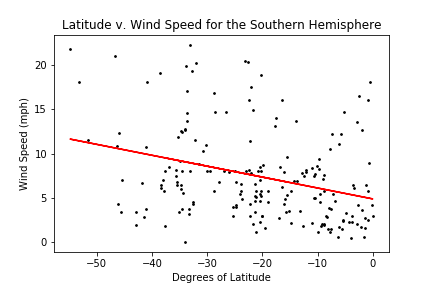 Latitude v. Wind Speed for the Southern Hemisphere
20
15
10
5
0
Wind Speed (mph)
−50 −40 −30 −20 −10 0
Degrees of Latitude